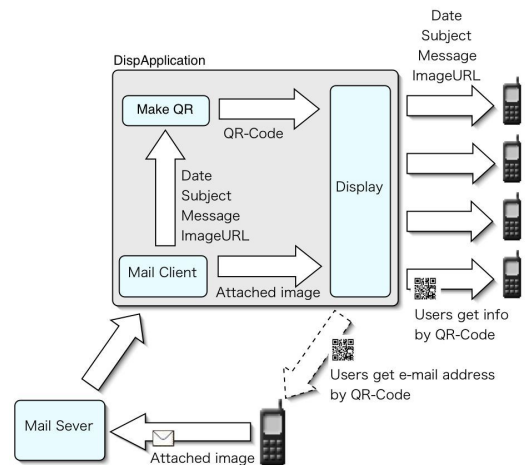 Date
Subject
Message
ImageURL
DispApplication
Make QR
QR-Code
Date
Subject
Message
ImageURL
Display
Mail Client
Attached image
Users get info
by QR-Code
Users get e-mail address
by QR-Code
Mail Sever
Attached image